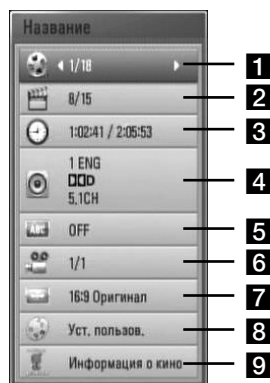 Название
1/18 1
8/15 2
1:02:41 / 2:05:53 3
1 ENG
D 4
5.1CH
ABC OFF 5
1/1 6
16:9 Оригинал 7
Уст. пользов. 8
Информация о кино 9